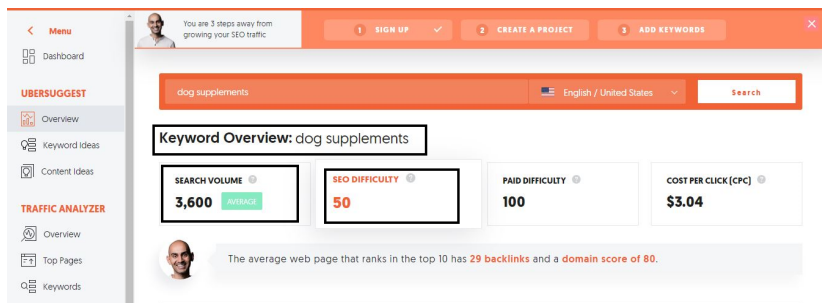 Menu
Dashboard
UBERSUGGEST
Overview
Keyword Ideas
Content Ideas
TRAFFIC ANALYZER
Overview
Top Pages
Keywords
You are 3 steps away from
growing your SEO traffic
1 SIGN UP
2 CREATE A PROJECT
3 ADD KEYWORDS
dog supplements
English / United States
Search
Keyword Overview: dog supplements
SEARCH VOLUME ?
3,600 AVERAGE
SEO DIFFICULTY ?
50
PAID DIFFICULTY ?
100
COST PER CLICK (CPC) ?
$3.04
The average web page that ranks in the top 10 has 29 backlinks and a domain score of 80.